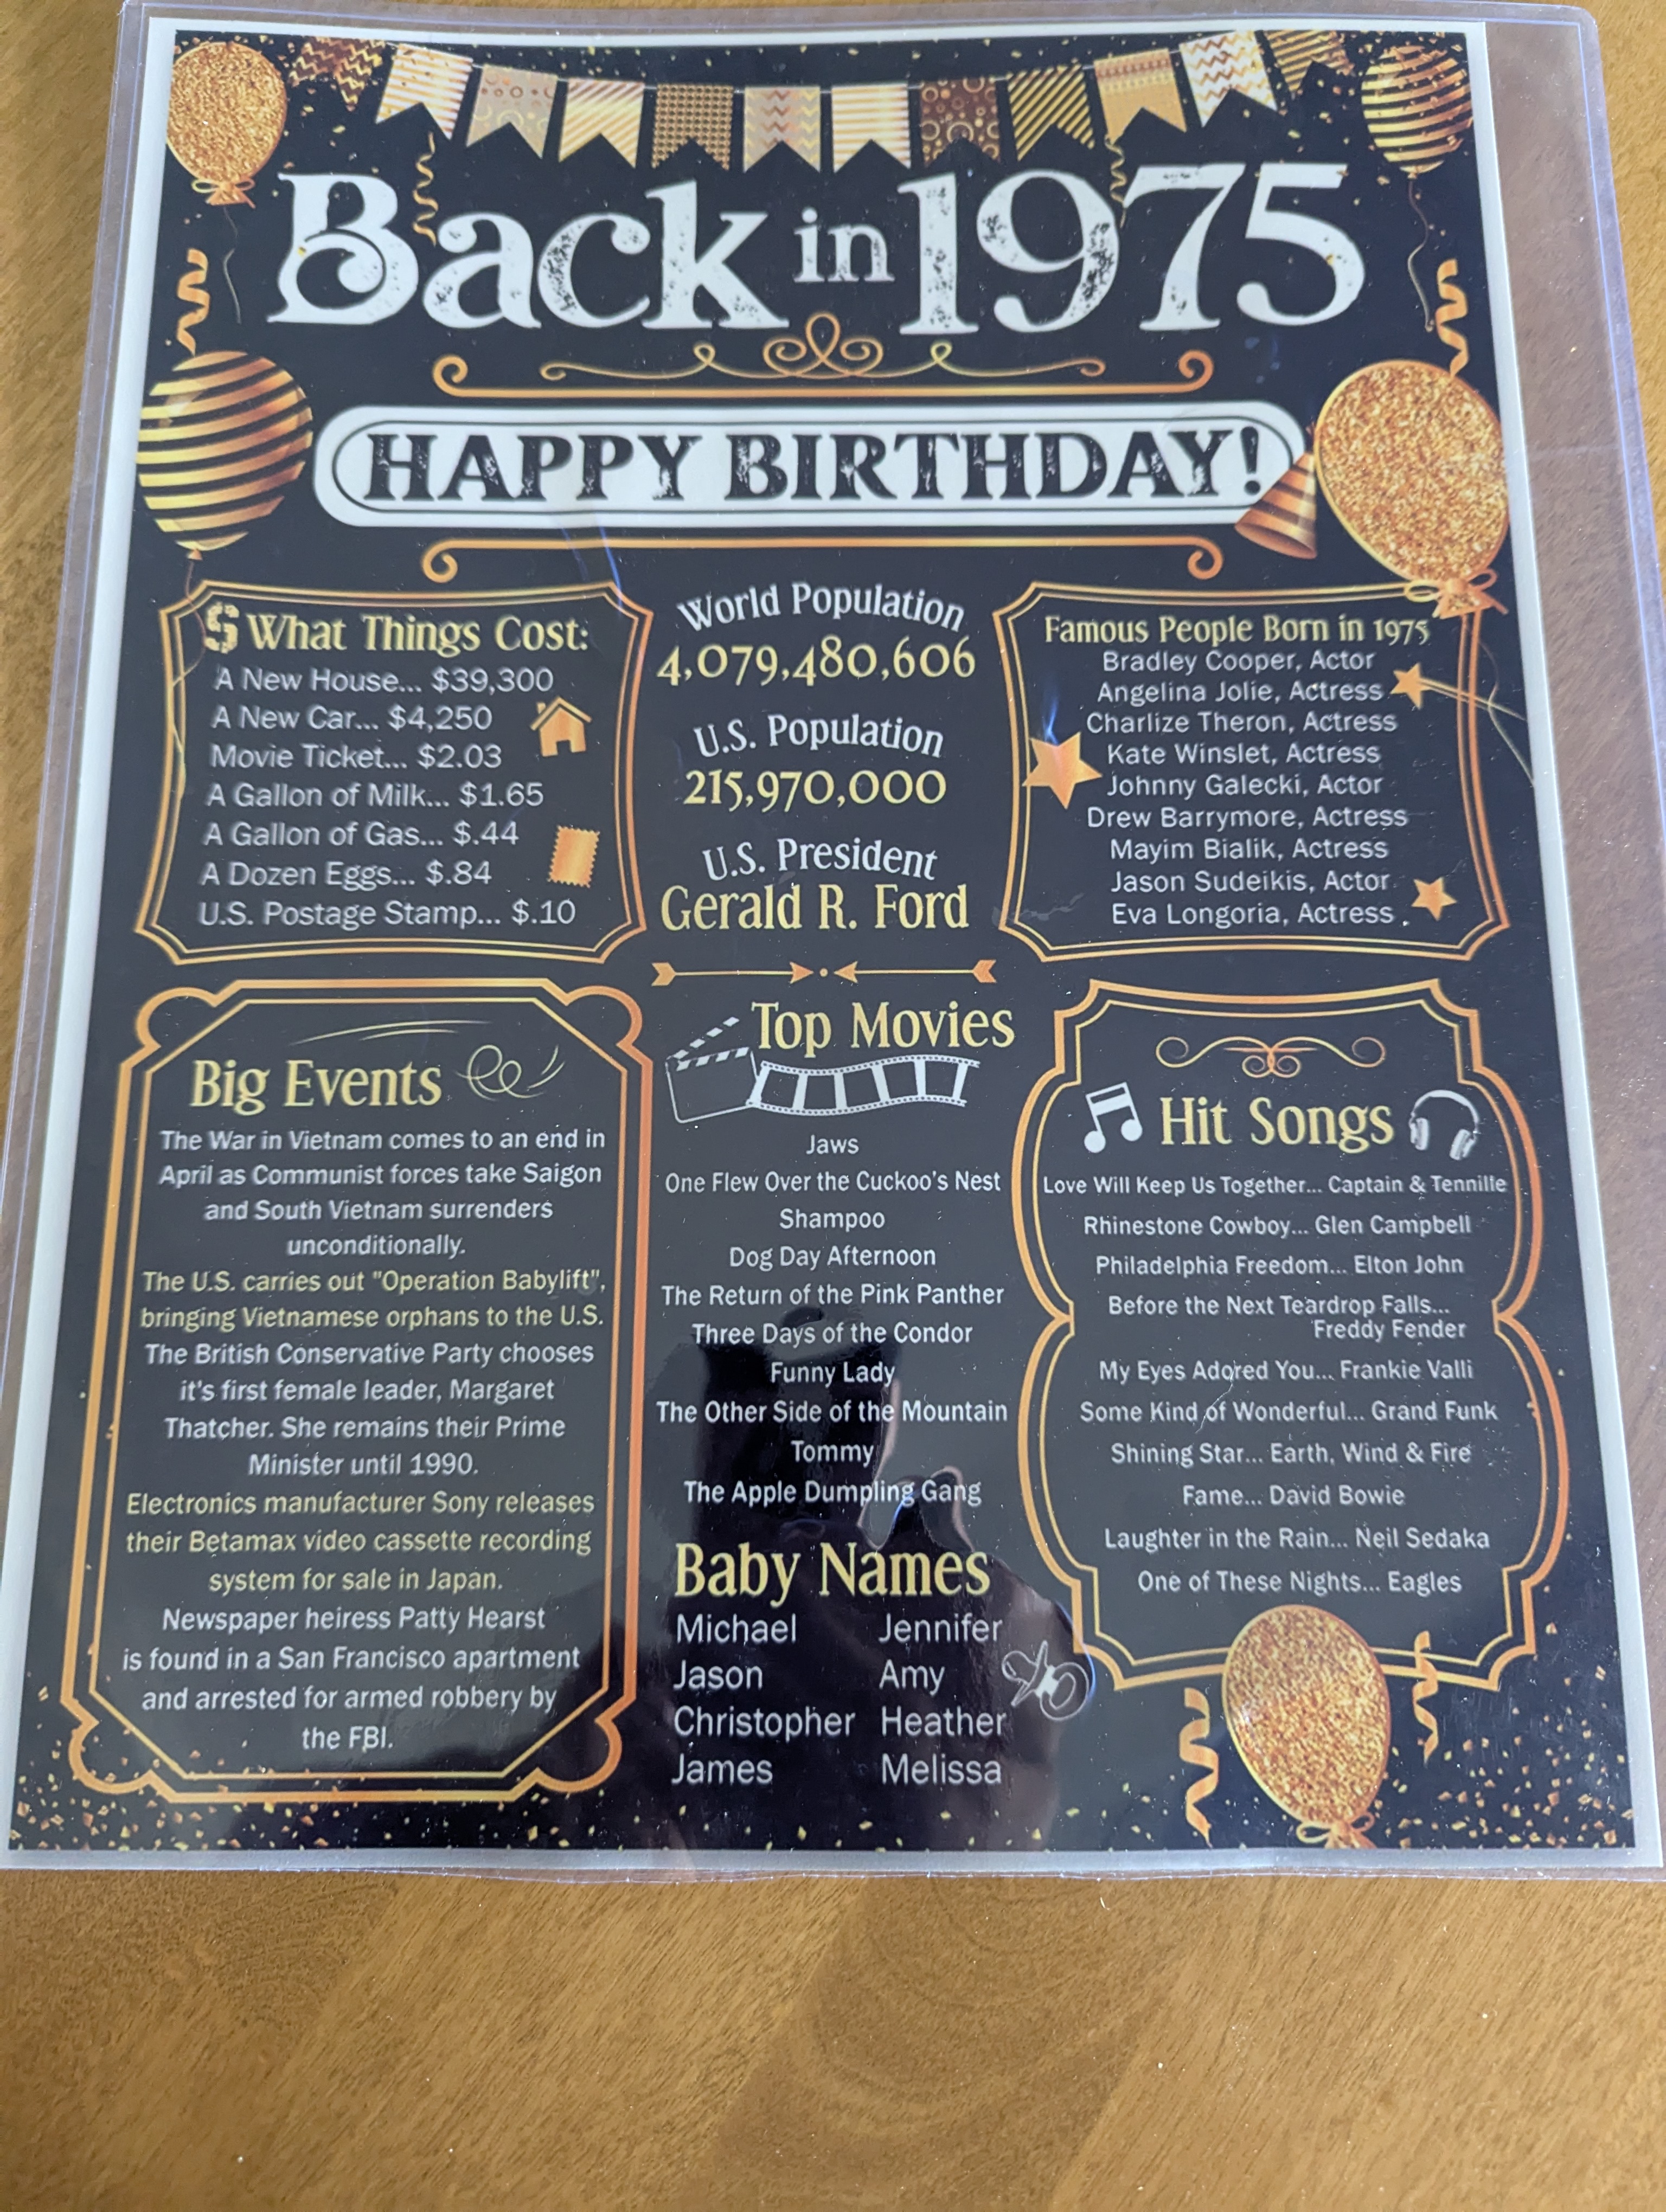 Back in 1975
HAPPY BIRTHDAY!
$ What Things Cost:
A New House... $39,300
A New Car... $4,250
Movie Ticket... $2.03
A Gallon of Milk... $1.65
A Gallon of Gas... $.44
A Dozen Eggs... $.84
U.S. Postage Stamp... $.10
World Population
4,079,480,606
U.S. Population
215,970,000
U.S. President
Gerald R. Ford
Famous People Born in 1975
Bradley Cooper, Actor
Angelina Jolie, Actress
Charlize Theron, Actress
Kate Winslet, Actress
Johnny Galecki, Actor
Drew Barrymore, Actress
Mayim Bialik, Actress
Jason Sudeikis, Actor
Eva Longoria, Actress .
Big Events
The War in Vietnam comes to an end in
April as Communist forces take Saigon
and South Vietnam surrenders
unconditionally.
The U.S. carries out "Operation Babylift",
bringing Vietnamese orphans to the U.S.
The British Conservative Party chooses
it's first female leader, Margaret
Thatcher. She remains their Prime
Minister until 1990.
Electronics manufacturer Sony releases
their Betamax video cassette recording
system for sale in Japan.
Newspaper heiress Patty Hearst
is found in a San Francisco apartment
and arrested for armed robbery by
the FBI.
Top Movies
Jaws
One Flew Over the Cuckoo's Nest
Shampoo
Dog Day Afternoon
The Return of the Pink Panther
Three Days of the Condor
Funny Lady
The Other Side of the Mountain
Tommy
The Apple Dumpling Gang
Baby Names
Michael Jennifer
Jason Amy
Christopher Heather
James Melissa
Hit Songs
Love Will Keep Us Together... Captain & Tennille
Rhinestone Cowboy... Glen Campbell
Philadelphia Freedom... Elton John
Before the Next Teardrop Falls...
Freddy Fender
My Eyes Adored You... Frankie Valli
Some Kind of Wonderful... Grand Funk
Shining Star... Earth, Wind & Fire
Fame... David Bowie
Laughter in the Rain... Neil Sedaka
One of These Nights... Eagles